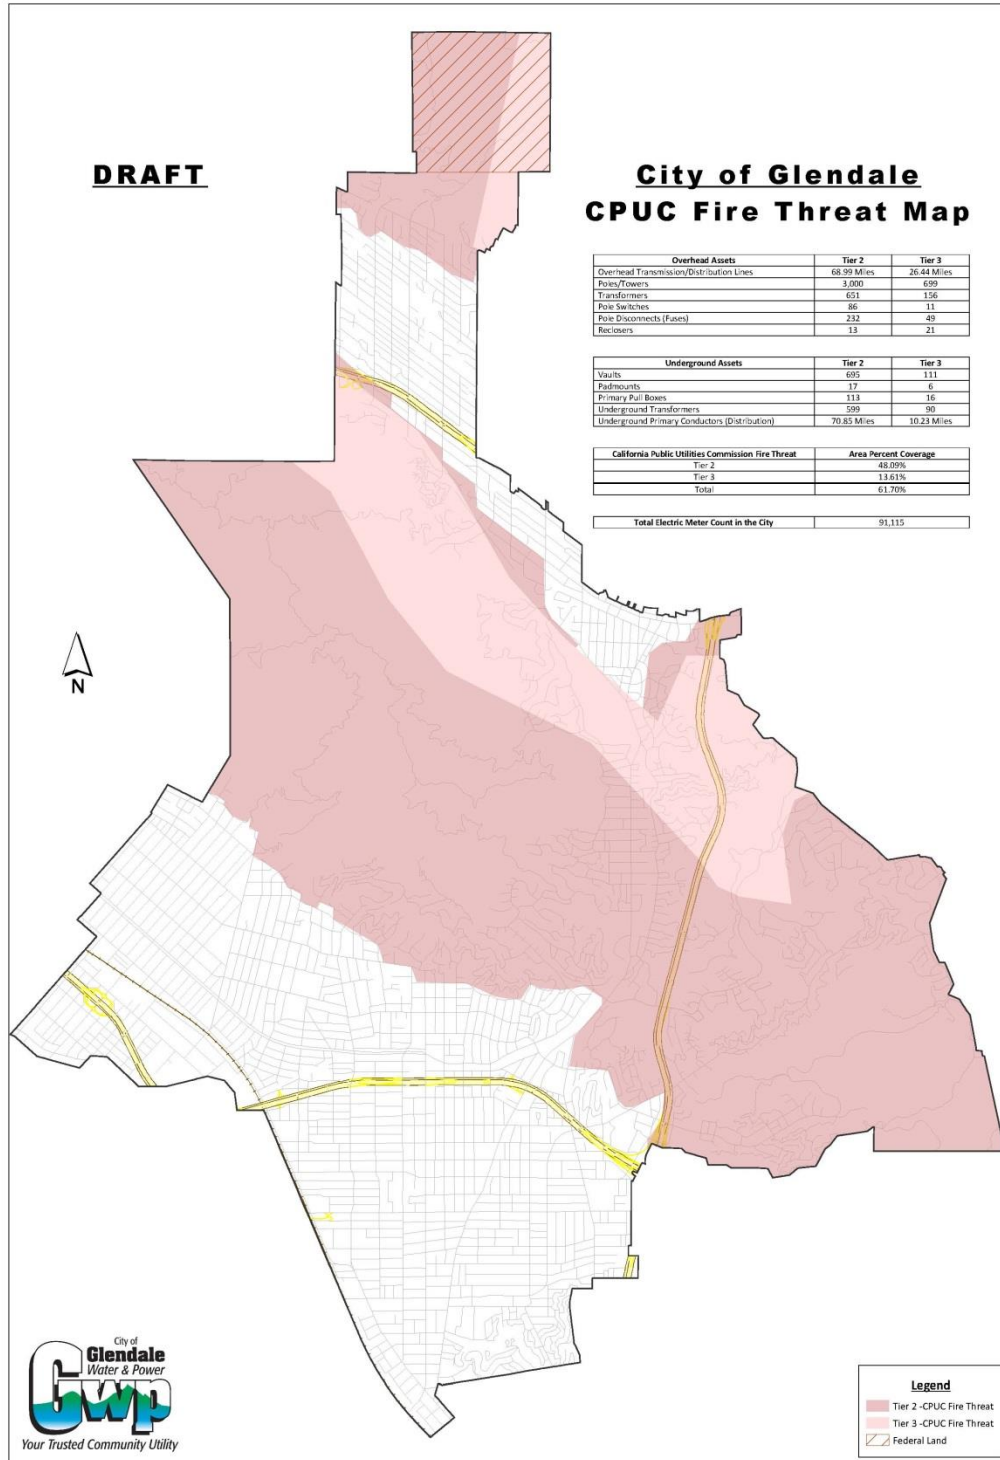 DRAFT
City of Glendale
CPUC Fire Threat Map
Overhead Assets Tier 2 Tier 3
Overhead Transmission/Distribution Lines 68.99 Miles 26.44 Miles
Poles/Towers 3,000 699
Transformers 651 156
Pole Switches 86 11
Pole Disconnects (Fuses) 232 49
Reclosers 13 21
Underground Assets Tier 2 Tier 3
Vaults 695 111
Padmounts 17 6
Primary Pull Boxes 113 16
Underground Transformers 599 90
Underground Primary Conductors (Distribution) 70.85 Miles 10.23 Miles
California Public Utilities Commission Fire Threat Area Percent Coverage
Tier 2 48.09%
Tier 3 13.61%
Total 61.70%
Total Electric Meter Count in the City 91,115
N
City of
Glendale
Water & Power
GWP
Your Trusted Community Utility
Legend
Tier 2 -CPUC Fire Threat
Tier 3 -CPUC Fire Threat
Federal Land